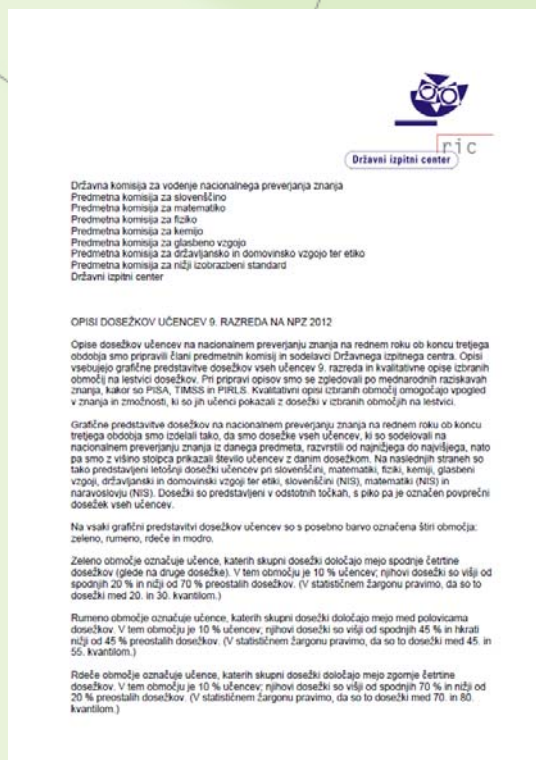 ric
Državni izpitni center
Državna komisija za vodenje nacionalnega preverjanja znanja
Predmetna komisija za slovenščino
Predmetna komisija za matematiko
Predmetna komisija za fiziko
Predmetna komisija za kemijo
Predmetna komisija za glasbeno vzgojo
Predmetna komisija za državljansko in domovinsko vzgojo ter etiko
Predmetna komisija za nižji izobrazbeni standard
Državni izpitni center
OPISI DOSEŽKOV UČENCEV 9. RAZREDA NA NPZ 2012
Opise dosežkov učencev na nacionalnem preverjanju znanja na rednem roku ob koncu tretjega
obdobja smo pripravili člani predmetnih komisij in sodelavci Državnega izpitnega centra. Opisi
vsebujejo grafične predstavitve dosežkov vseh učencev 9. razreda in kvalitativne opise izbranih
območij na lestvici dosežkov. Pri pripravi opisov smo se zgledovali po mednarodnih raziskavah
znanja, kakor so PISA, TIMSS in PIRLS. Kvalitativni opisi izbranih območij omogočajo vpogled
v znanja in zmožnosti, ki so jih učenci pokazali z dosežki v izbranih območjih na lestvici.
Grafične predstavitve dosežkov na nacionalnem preverjanju znanja na rednem roku ob koncu
tretjega obdobja smo izdelali tako, da smo dosežke vseh učencev, ki so sodelovali na
nacionalnem preverjanju znanja iz danega predmeta, razvrstili od najnižjega do najvišjega, nato
pa smo z višino stolpca prikazali število učencev z danim dosežkom. Na naslednjih straneh so
tako predstavljeni letošnji dosežki učencev pri slovenščini, matematiki, fiziki, kemiji, glasbeni
vzgoji, državljanski in domovinski vzgoji ter etiki, slovenščini (NIS), matematiki (NIS) in
naravoslovju (NIS). Dosežki so predstavljeni v odstotnih točkah, s piko pa je označen povprečni
dosežek vseh učencev.
Na vsaki grafični predstavitvi dosežkov učencev so s posebno barvo označena štiri območja:
zeleno, rumeno, rdeče in modro.
Zeleno območje označuje učence, katerih skupni dosežki določajo mejo spodnje četrtine
dosežkov (glede na druge dosežke). V tem območju je 10 % učencev; njihovi dosežki so višji od
spodnjih 20 % in nižji od 70 % preostalih dosežkov. (V statističnem žargonu pravimo, da so to
dosežki med 20. in 30. kvantilom.)
Rumeno območje označuje učence, katerih skupni dosežki določajo mejo med polovicama
dosežkov. V tem območju je 10 % učencev; njihovi dosežki so višji od spodnjih 45 % in hkrati
nižji od 45 % preostalih dosežkov. (V statističnem žargonu pravimo, da so to dosežki med 45. in
55. kvantilom.)
Rdeče območje označuje učence, katerih skupni dosežki določajo mejo zgornje četrtine
dosežkov. V tem območju je 10 % učencev; njihovi dosežki so višji od spodnjih 70 % in nižji od
20 % preostalih dosežkov. (V statističnem žargonu pravimo, da so to dosežki med 70. in 80.
kvantilom.)